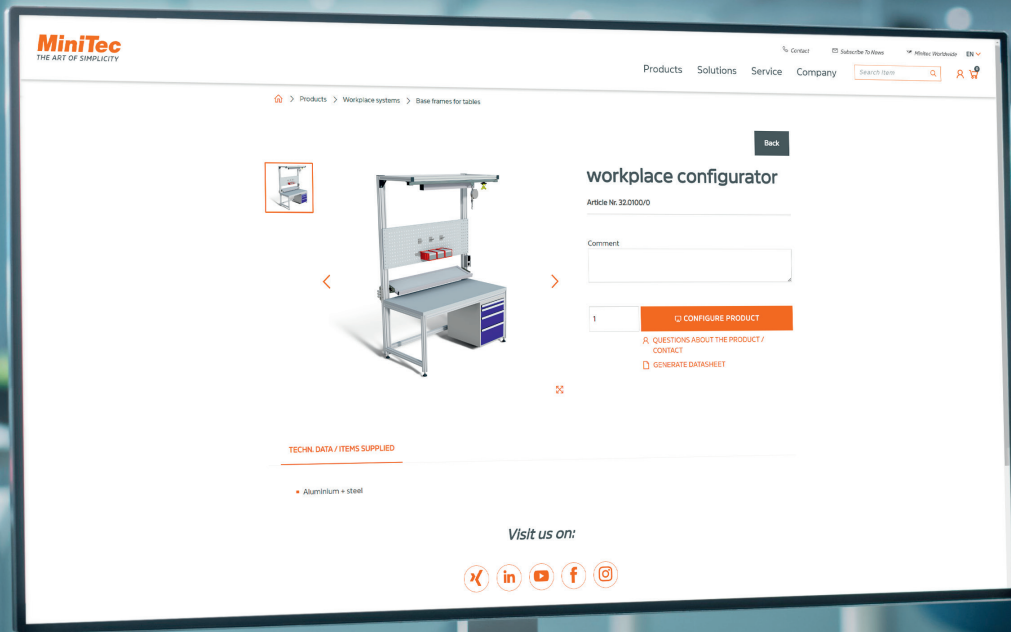 MiniTec
THE ART OF SIMPLICITY
Contact
Subscribe To News
Minitec Worldwide
EN
Products
Solutions
Service
Company
Search Item
0
Products > Workplace systems > Base frames for tables
Back
workplace configurator
Article Nr. 32.0100/0
Comment
1
CONFIGURE PRODUCT
QUESTIONS ABOUT THE PRODUCT /
CONTACT
GENERATE DATASHEET
TECHN. DATA / ITEMS SUPPLIED
Aluminium + steel
Visit us on:
in
f